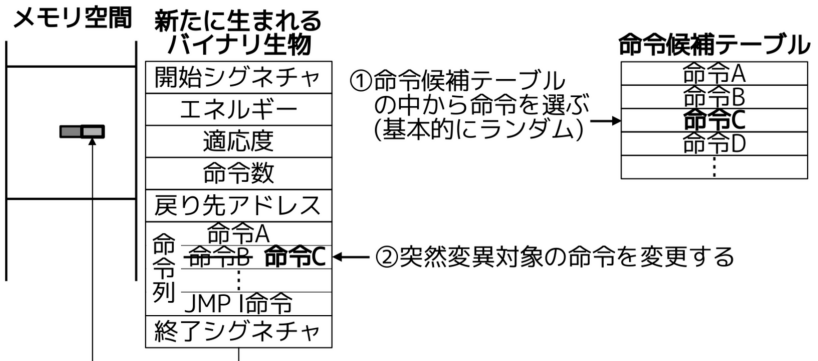 メモリ空間
新たに生まれる
バイナリ生物
開始シグネチャ
エネルギー
適応度
命令数
戻り先アドレス
命令列
命令A
命令B 命令C
⋮
JMP I命令
終了シグネチャ
①命令候補テーブル
の中から命令を選ぶ
(基本的にランダム)
命令候補テーブル
命令A
命令B
命令C
命令D
⋮
②突然変異対象の命令を変更する